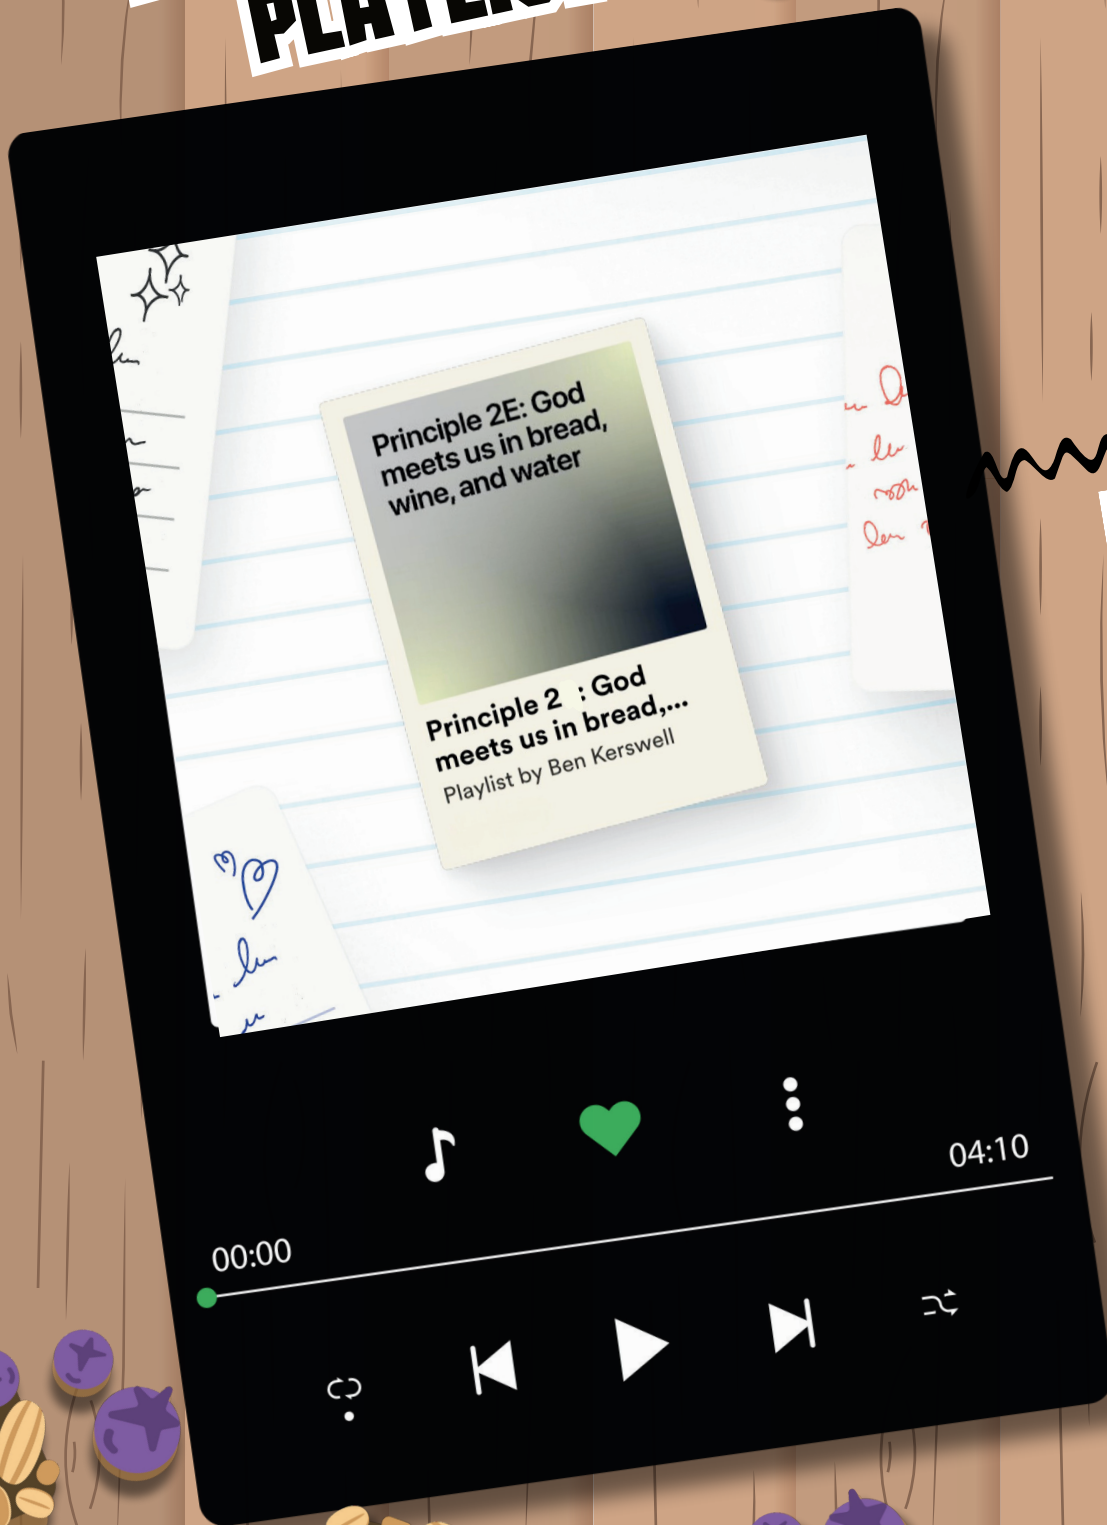 Principle 2E: God
meets us in bread,
wine, and water
Principle 2 : God
meets us in bread,...
Playlist by Ben Kerswell
04:10
00:00